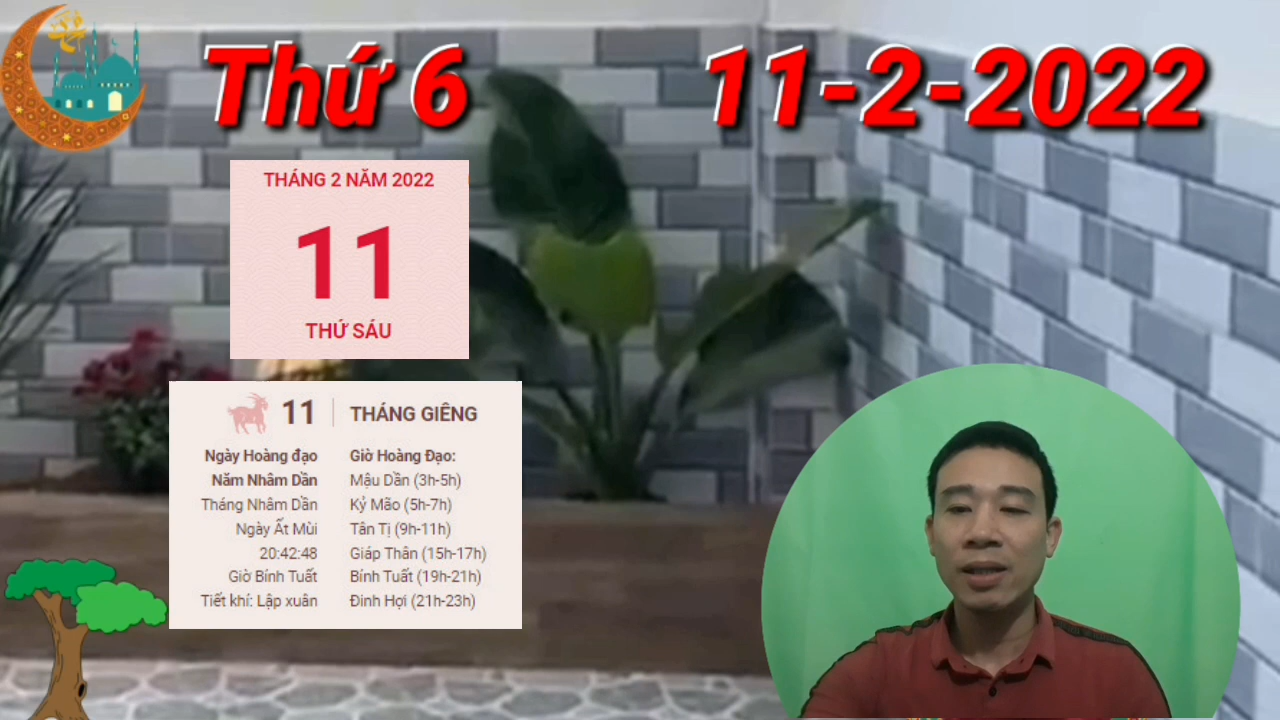 Thứ 6
11-2-2022
THÁNG 2 NĂM 2022
11
THỨ SÁU
11
THÁNG GIÊNG
Ngày Hoàng đạo
Năm Nhâm Dần
Tháng Nhâm Dần
Ngày Ất Mùi
20:42:48
Giờ Bính Tuất
Tiết khí: Lập xuân
Giờ Hoàng Đạo:
Mậu Dần (3h-5h)
Kỷ Mão (5h-7h)
Tân Tị (9h-11h)
Giáp Thân (15h-17h)
Bính Tuất (19h-21h)
Đinh Hợi (21h-23h)